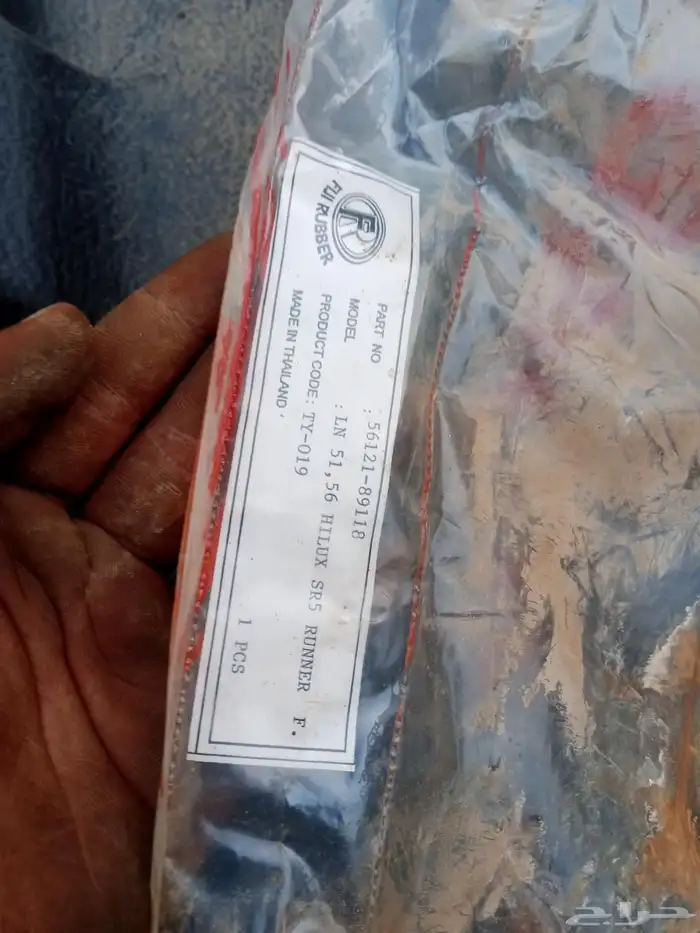 FUJI RUBBER
PART NO : 56121-89118
MODEL : LN 51,56 HILUX SR5 RUNNER F.
PRODUCT CODE : TY-019
MADE IN THAILAND
1 PCS
حراج